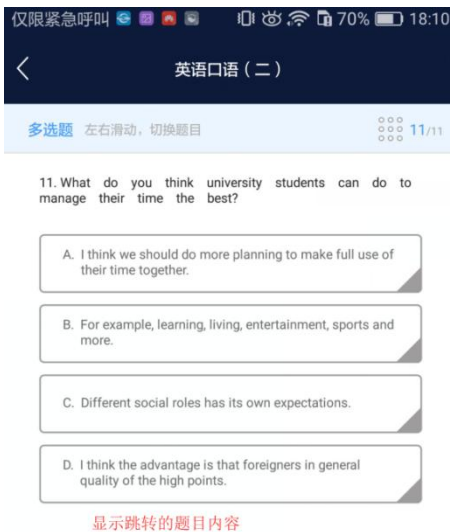 仅限紧急呼叫 70% 18:10
英语口语（二）
多选题 左右滑动，切换题目 11/11
11. What do you think university students can do to
manage their time the best?
A. I think we should do more planning to make full use of
their time together.
B. For example, learning, living, entertainment, sports and
more.
C. Different social roles has its own expectations.
D. I think the advantage is that foreigners in general
quality of the high points.
显示跳转的题目内容